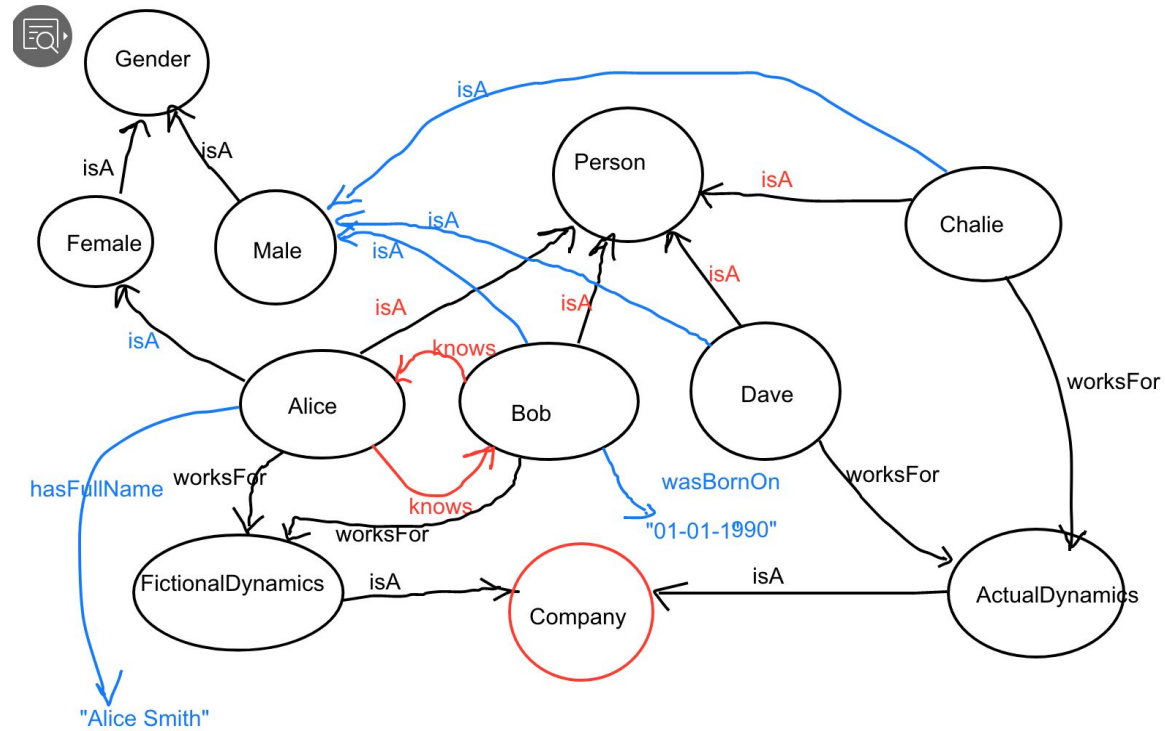 Gender
isA
Person
isA
isA
isA
Chalie
Female
Male
isA
isA
isA
isA
isA
isA
knows
worksFor
Alice
Bob
Dave
worksFor
hasFullName
worksFor
wasBornOn
knows
"01-01-1990"
worksFor
FictionalDynamics
isA
isA
Company
ActualDynamics
"Alice Smith"